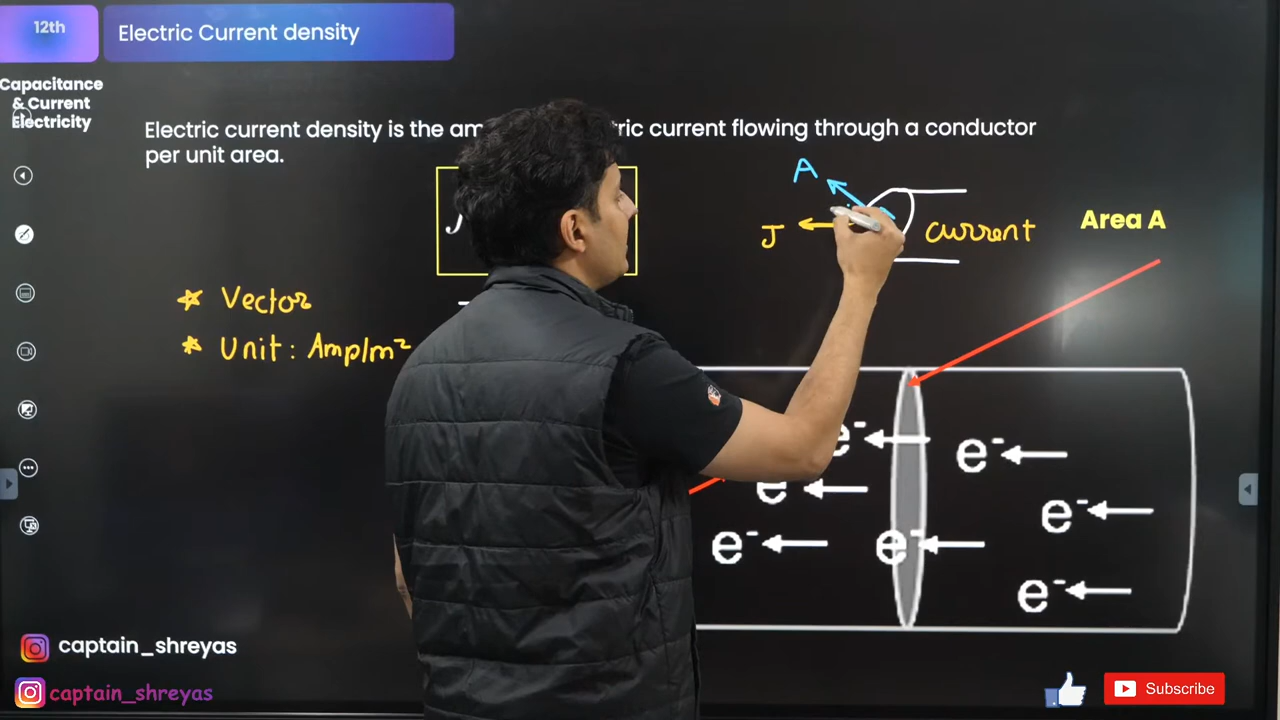 12th
Electric Current density
Capacitance
& Current
Electricity
Electric current density is the am ric current flowing through a conductor
per unit area.
A
J
J
current
Area A
* Vector
* Unit : Amp/m²
e⁻
e⁻
e⁻
e⁻
e⁻
e⁻
e⁻
captain_shreyas
captain_shreyas
Subscribe